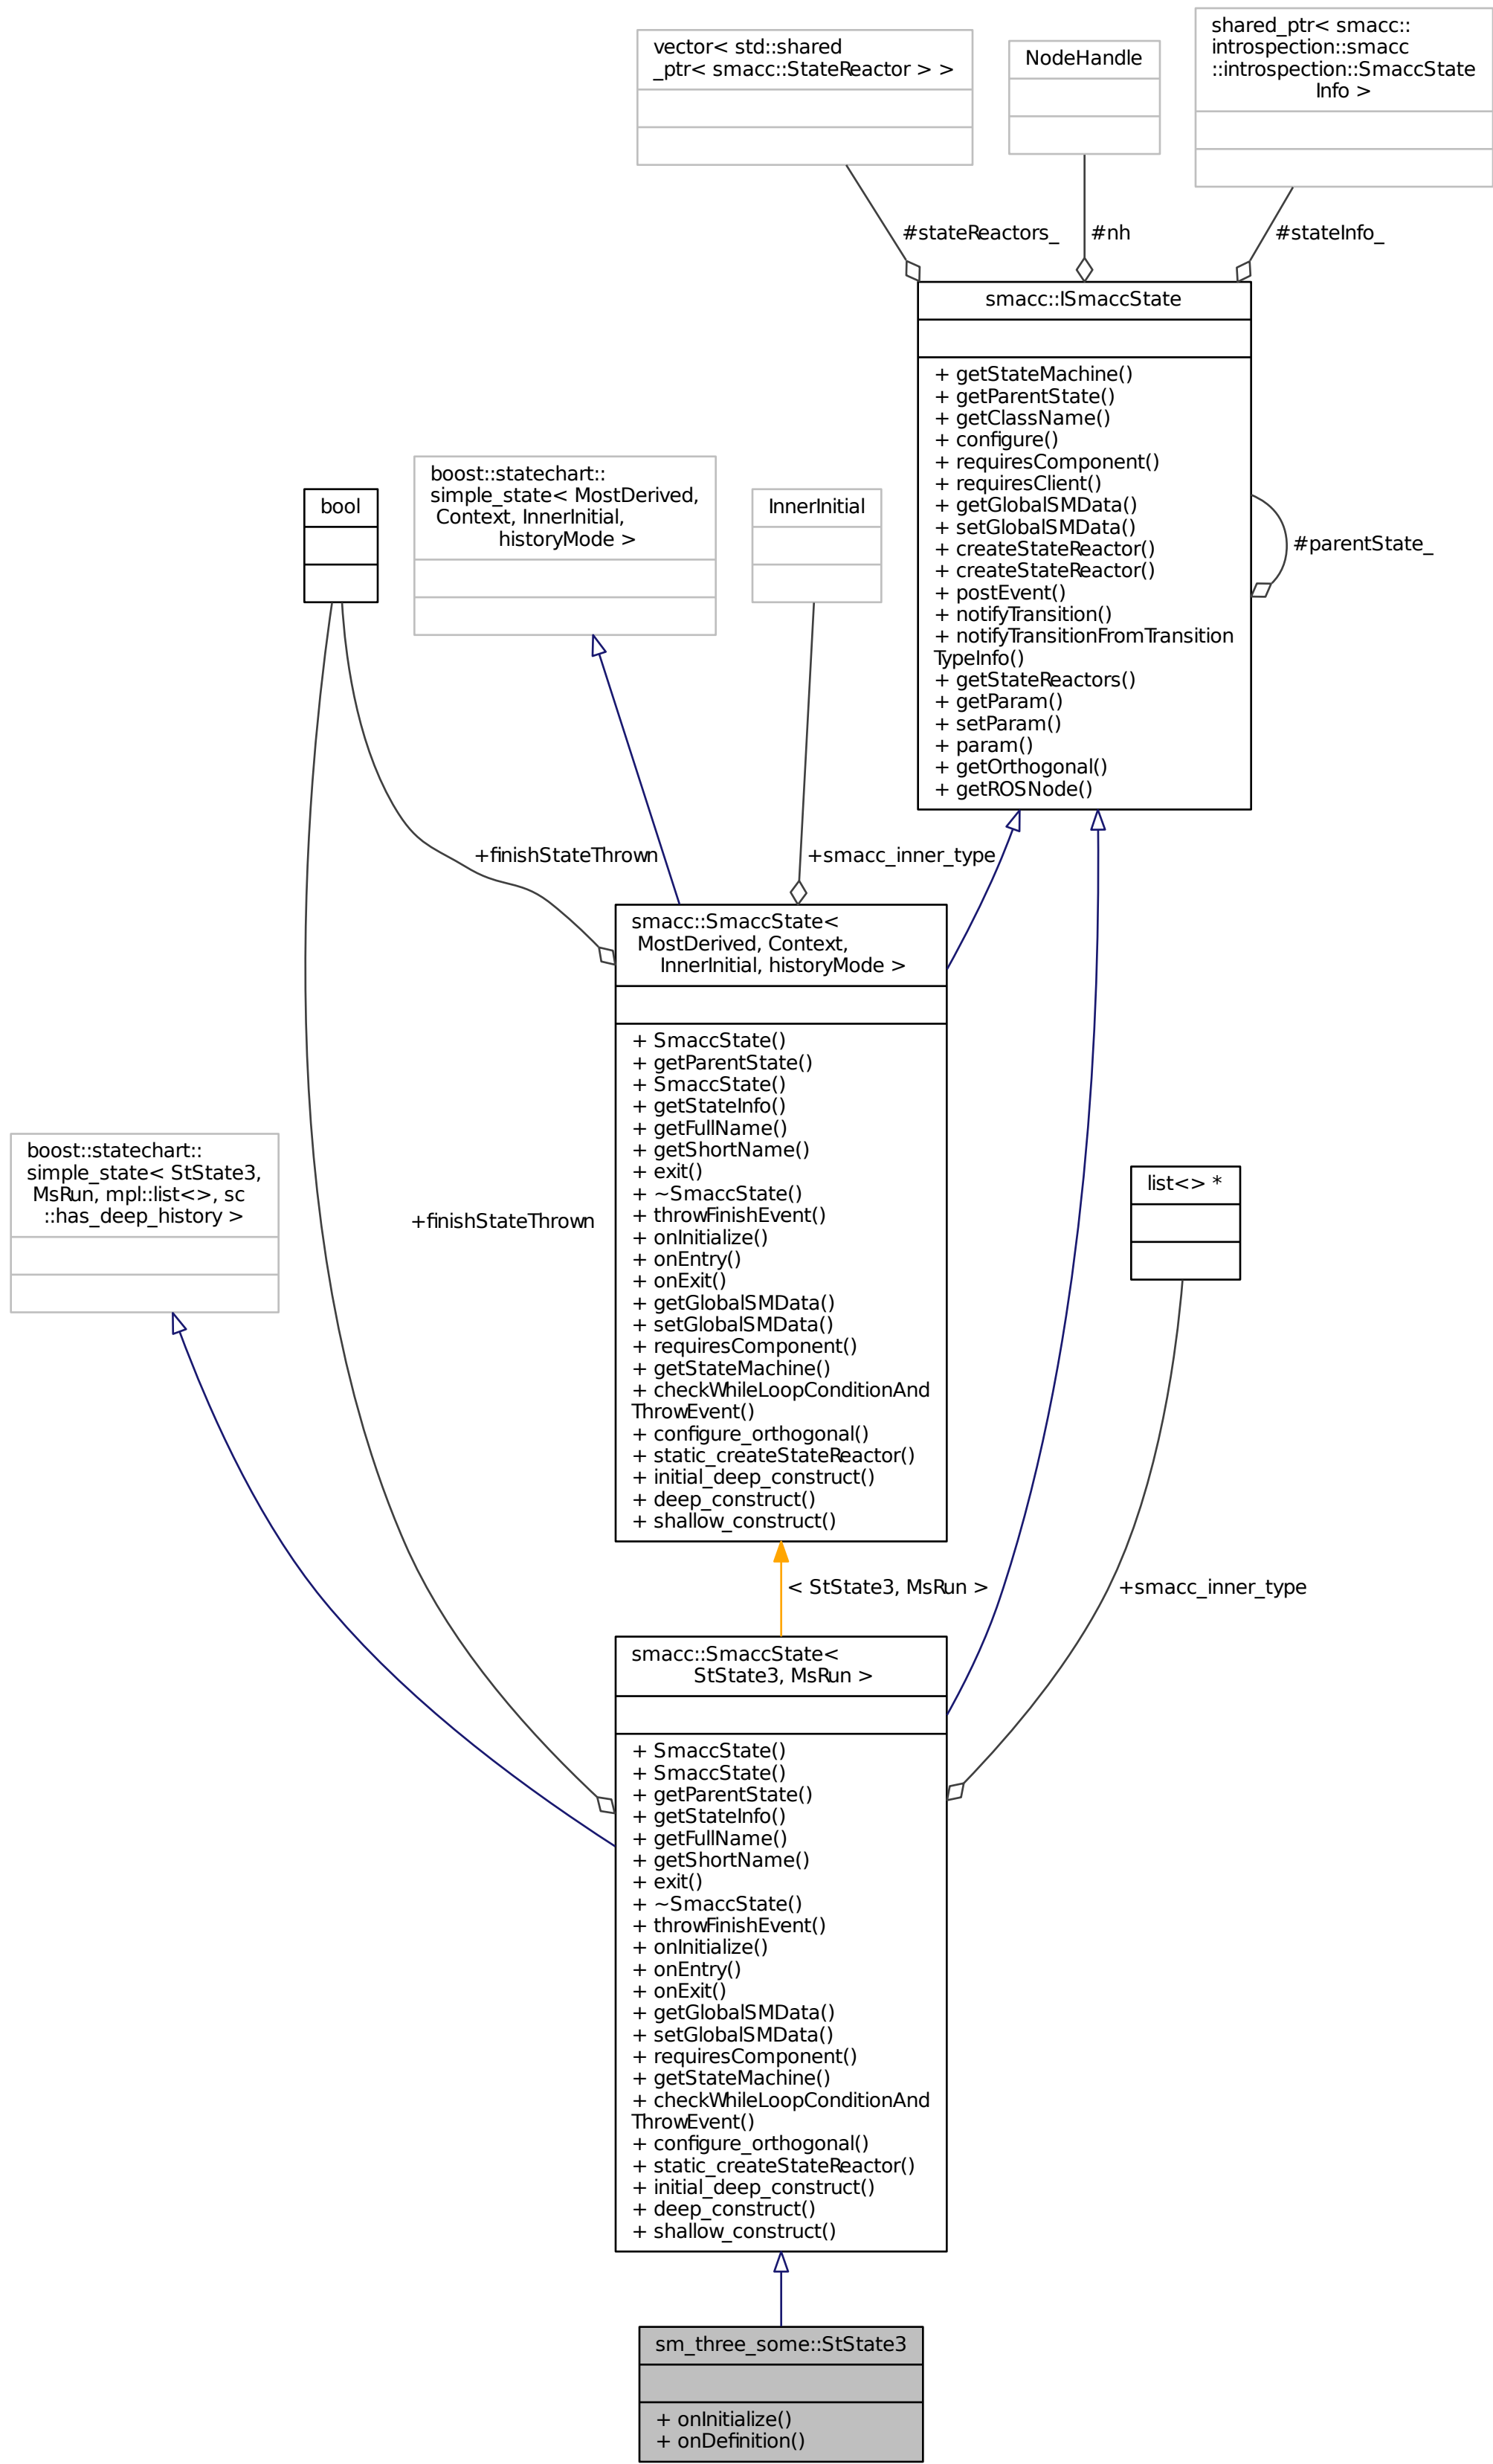 vector< std::shared
_ptr< smacc::StateReactor > >
NodeHandle
shared_ptr< smacc::
introspection::smacc
::introspection::SmaccState
Info >
#stateReactors_
#nh
#stateInfo_
smacc::ISmaccState
+ getStateMachine()
+ getParentState()
+ getClassName()
+ configure()
+ requiresComponent()
+ requiresClient()
+ getGlobalSMData()
+ setGlobalSMData()
+ createStateReactor()
+ createStateReactor()
+ postEvent()
+ notifyTransition()
+ notifyTransitionFromTransition
TypeInfo()
+ getStateReactors()
+ getParam()
+ setParam()
+ param()
+ getOrthogonal()
+ getROSNode()
#parentState_
bool
boost::statechart::
simple_state< MostDerived,
Context, InnerInitial,
historyMode >
InnerInitial
+finishStateThrown
+smacc_inner_type
smacc::SmaccState<
MostDerived, Context,
InnerInitial, historyMode >
+ SmaccState()
+ getParentState()
+ SmaccState()
+ getStateInfo()
+ getFullName()
+ getShortName()
+ exit()
+ ~SmaccState()
+ throwFinishEvent()
+ onInitialize()
+ onEntry()
+ onExit()
+ getGlobalSMData()
+ setGlobalSMData()
+ requiresComponent()
+ getStateMachine()
+ checkWhileLoopConditionAnd
ThrowEvent()
+ configure_orthogonal()
+ static_createStateReactor()
+ initial_deep_construct()
+ deep_construct()
+ shallow_construct()
boost::statechart::
simple_state< StState3,
MsRun, mpl::list<>, sc
::has_deep_history >
+finishStateThrown
list<> *
< StState3, MsRun >
+smacc_inner_type
smacc::SmaccState<
StState3, MsRun >
+ SmaccState()
+ SmaccState()
+ getParentState()
+ getStateInfo()
+ getFullName()
+ getShortName()
+ exit()
+ ~SmaccState()
+ throwFinishEvent()
+ onInitialize()
+ onEntry()
+ onExit()
+ getGlobalSMData()
+ setGlobalSMData()
+ requiresComponent()
+ getStateMachine()
+ checkWhileLoopConditionAnd
ThrowEvent()
+ configure_orthogonal()
+ static_createStateReactor()
+ initial_deep_construct()
+ deep_construct()
+ shallow_construct()
sm_three_some::StState3
+ onInitialize()
+ onDefinition()